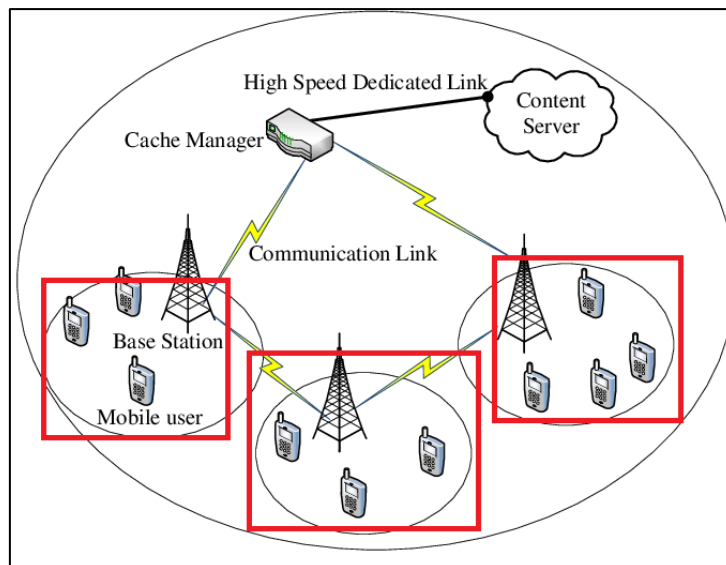 High Speed Dedicated Link
Content
Server
Cache Manager
Communication Link
Base Station
Mobile user